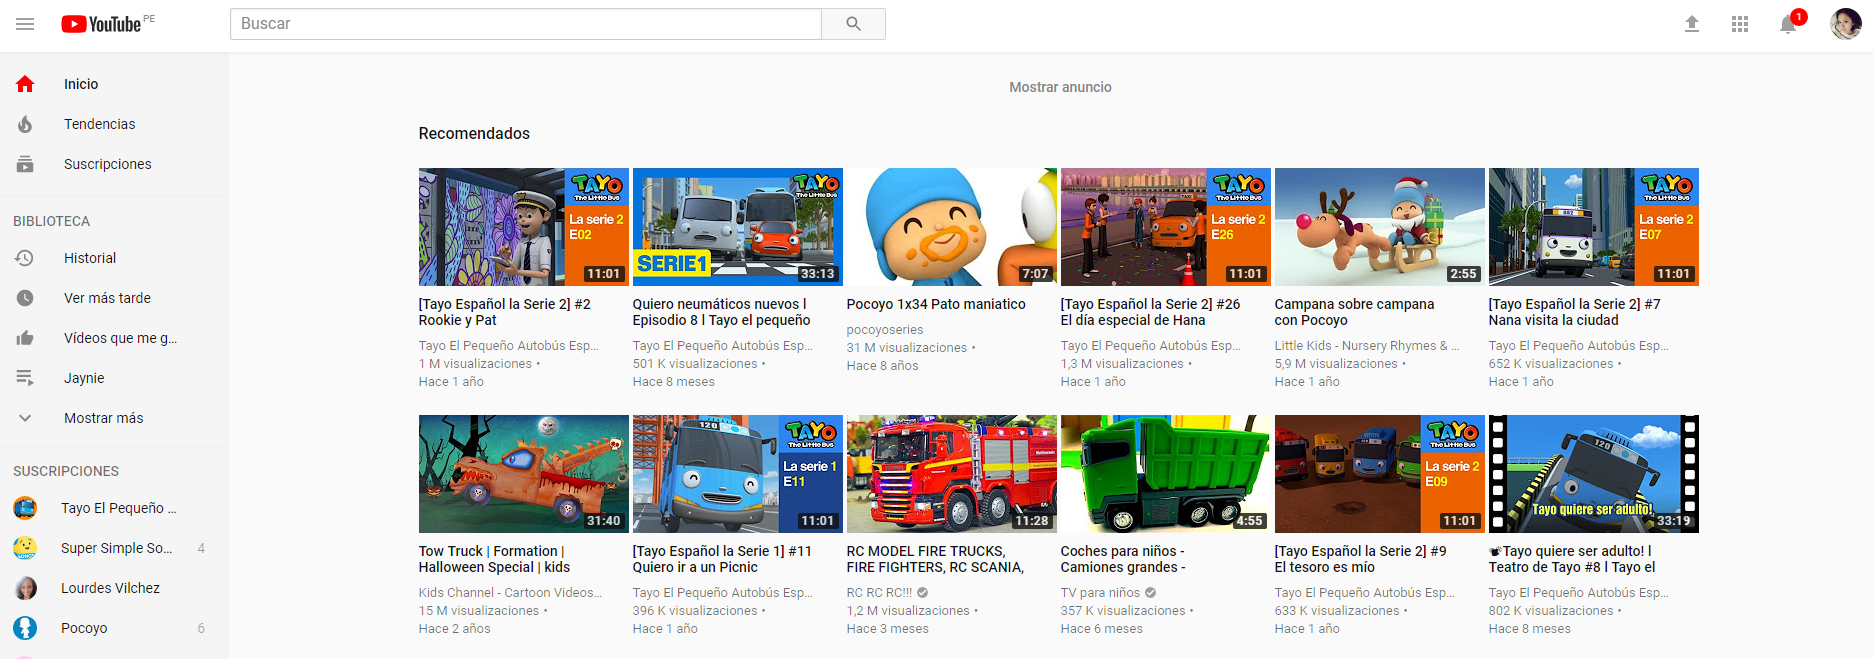 YouTube PE
Buscar
1
Inicio
Tendencias
Suscripciones
BIBLIOTECA
Historial
Ver más tarde
Vídeos que me g...
Jaynie
Mostrar más
SUSCRIPCIONES
Tayo El Pequeño ...
Super Simple So... 4
Lourdes Vilchez
Pocoyo 6
Mostrar anuncio
Recomendados
TAYO
The Little Bus
La serie 2
E02
11:01
[Tayo Español la Serie 2] #2
Rookie y Pat
Tayo El Pequeño Autobús Esp...
1 M visualizaciones •
Hace 1 año
TAYO
The Little Bus
SERIE1
33:13
Quiero neumáticos nuevos l
Episodio 8 l Tayo el pequeño
Tayo El Pequeño Autobús Esp...
501 K visualizaciones •
Hace 8 meses
7:07
Pocoyo 1x34 Pato maniatico
pocoyoseries
31 M visualizaciones •
Hace 8 años
TAXI
TAYO
The Little Bus
La serie 2
E26
11:01
[Tayo Español la Serie 2] #26
El día especial de Hana
Tayo El Pequeño Autobús Esp...
1,3 M visualizaciones •
Hace 1 año
2:55
Campana sobre campana
con Pocoyo
Little Kids - Nursery Rhymes & ...
5,9 M visualizaciones •
Hace 1 año
882
TAYO
The Little Bus
La serie 2
E07
11:01
[Tayo Español la Serie 2] #7
Nana visita la ciudad
Tayo El Pequeño Autobús Esp...
652 K visualizaciones •
Hace 1 año
31:40
Tow Truck | Formation |
Halloween Special | kids
Kids Channel - Cartoon Videos...
15 M visualizaciones •
Hace 2 años
120
TAYO
The Little Bus
La serie 1
E11
11:01
[Tayo Español la Serie 1] #11
Quiero ir a un Picnic
Tayo El Pequeño Autobús Esp...
396 K visualizaciones •
Hace 1 año
11:28
RC MODEL FIRE TRUCKS,
FIRE FIGHTERS, RC SCANIA,
RC RC RC!!!
1,2 M visualizaciones •
Hace 3 meses
4:55
Coches para niños -
Camiones grandes -
TV para niños
357 K visualizaciones •
Hace 6 meses
TAYO
The Little Bus
La serie 2
E09
11:01
[Tayo Español la Serie 2] #9
El tesoro es mío
Tayo El Pequeño Autobús Esp...
633 K visualizaciones •
Hace 1 año
120
Tayo quiere ser adulto!
33:19
Tayo quiere ser adulto! l
Teatro de Tayo #8 l Tayo el
Tayo El Pequeño Autobús Esp...
802 K visualizaciones •
Hace 8 meses